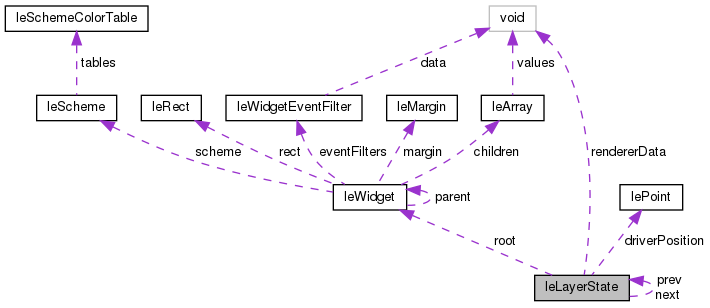 leSchemeColorTable
void
tables
data
values
leScheme
leRect
leWidgetEventFilter
leMargin
leArray
scheme
rect
eventFilters
margin
children
rendererData
leWidget
parent
lePoint
root
driverPosition
leLayerState
prev
next